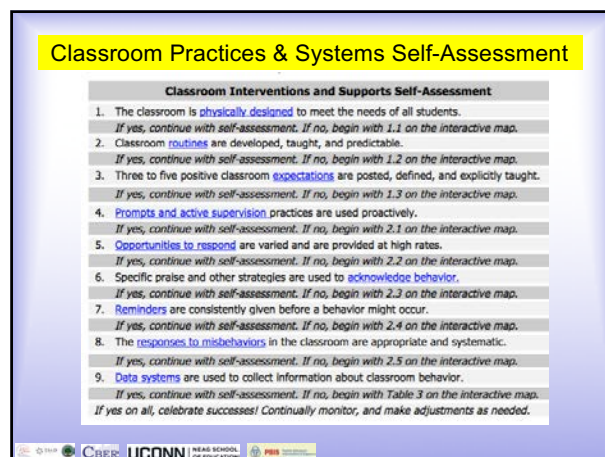 Classroom Practices & Systems Self-Assessment
Classroom Interventions and Supports Self-Assessment
1. The classroom is physically designed to meet the needs of all students.
If yes, continue with self-assessment. If no, begin with 1.1 on the interactive map.
2. Classroom routines are developed, taught, and predictable.
If yes, continue with self-assessment. If no, begin with 1.2 on the interactive map.
3. Three to five positive classroom expectations are posted, defined, and explicitly taught.
If yes, continue with self-assessment. If no, begin with 1.3 on the interactive map.
4. Prompts and active supervision practices are used proactively.
If yes, continue with self-assessment. If no, begin with 2.1 on the interactive map.
5. Opportunities to respond are varied and are provided at high rates.
If yes, continue with self-assessment. If no, begin with 2.2 on the interactive map.
6. Specific praise and other strategies are used to acknowledge behavior.
If yes, continue with self-assessment. If no, begin with 2.3 on the interactive map.
7. Reminders are consistently given before a behavior might occur.
If yes, continue with self-assessment. If no, begin with 2.4 on the interactive map.
8. The responses to misbehaviors in the classroom are appropriate and systematic.
If yes, continue with self-assessment. If no, begin with 2.5 on the interactive map.
9. Data systems are used to collect information about classroom behavior.
If yes, continue with self-assessment. If no, begin with Table 3 on the interactive map.
If yes on all, celebrate successes! Continually monitor, and make adjustments as needed.
CBER UCONN NEAG SCHOOL OF EDUCATION PBIS